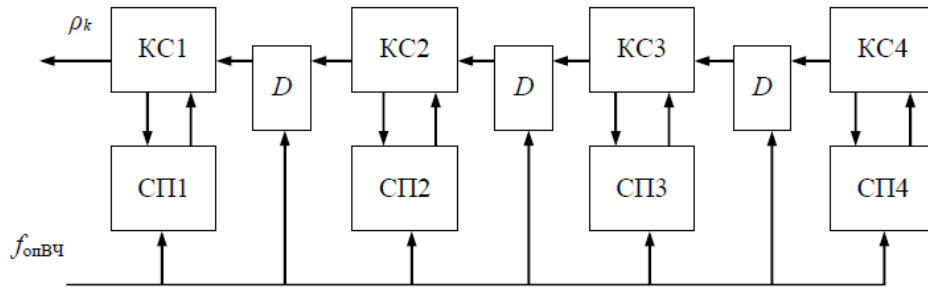 ρk КС1 КС2 КС3 КС4
D D D
СП1 СП2 СП3 СП4
fопВЧ